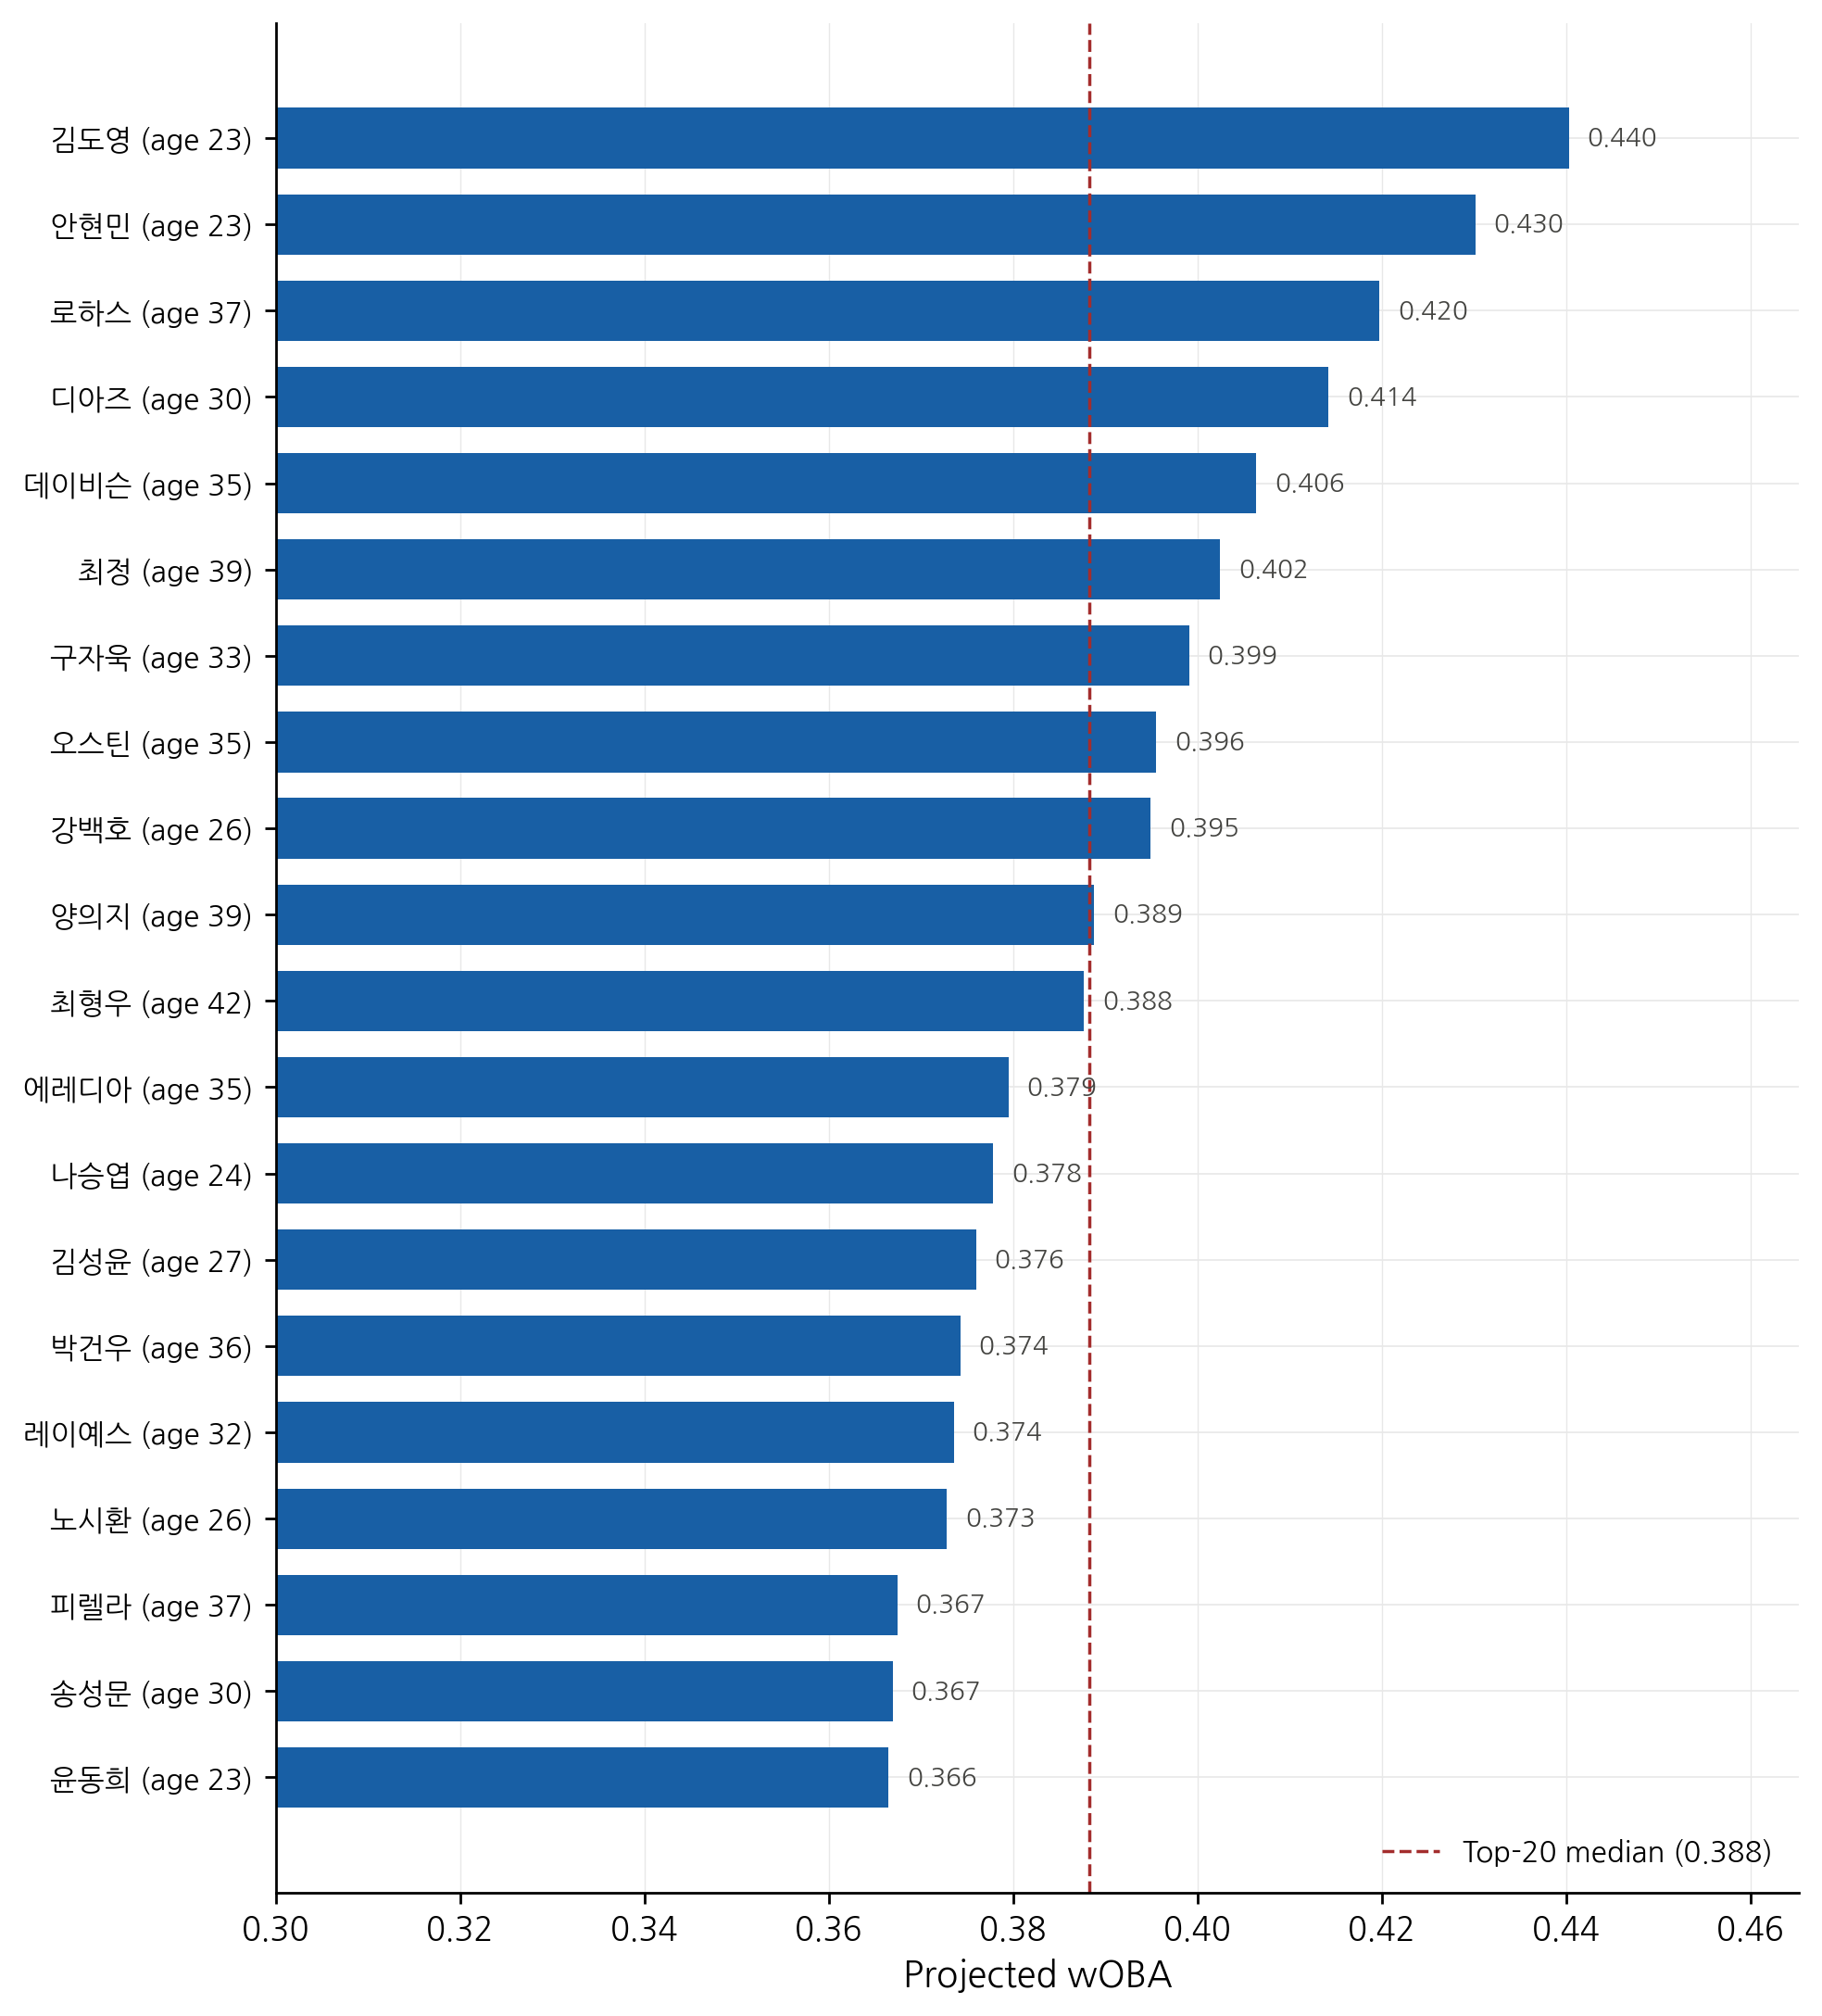 김도영 (age 23) 0.440
안현민 (age 23) 0.430
로하스 (age 37) 0.420
디아즈 (age 30) 0.414
데이비슨 (age 35) 0.406
최정 (age 39) 0.402
구자욱 (age 33) 0.399
오스틴 (age 35) 0.396
강백호 (age 26) 0.395
양의지 (age 39) 0.389
최형우 (age 42) 0.388
에레디아 (age 35) 0.379
나승엽 (age 24) 0.378
김성윤 (age 27) 0.376
박건우 (age 36) 0.374
레이예스 (age 32) 0.374
노시환 (age 26) 0.373
피렐라 (age 37) 0.367
송성문 (age 30) 0.367
윤동희 (age 23) 0.366
Top-20 median (0.388)
0.30 0.32 0.34 0.36 0.38 0.40 0.42 0.44 0.46
Projected wOBA